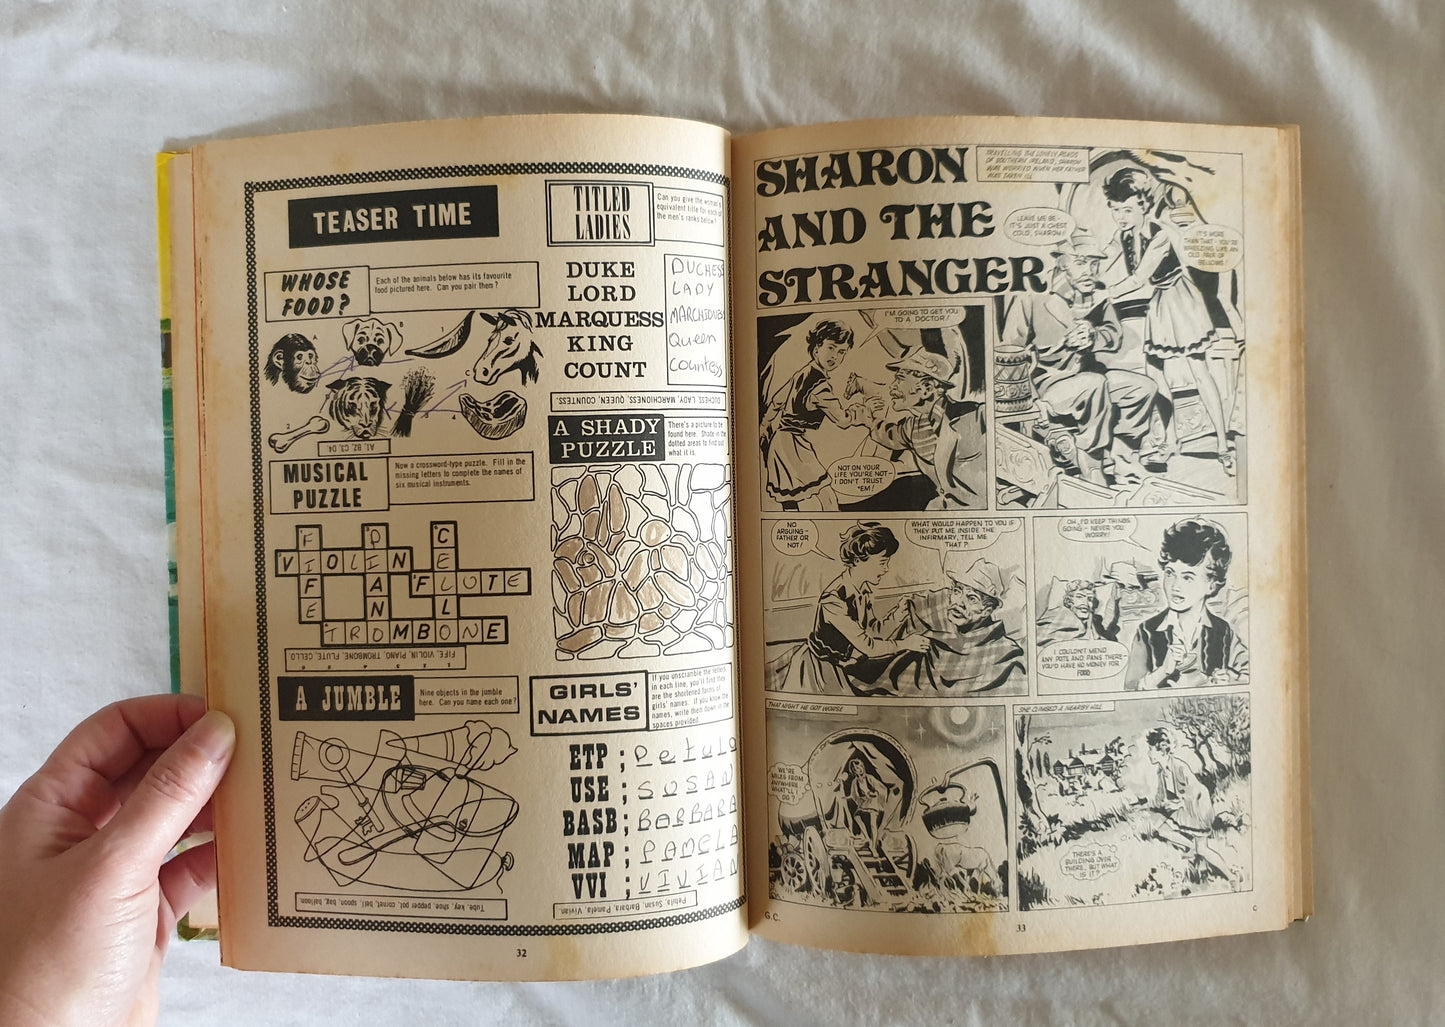 TEASER TIME
WHOSE
FOOD?
Each of the animals below has its favourite
food pictured here. Can you pair them?
A
B
1
C
2
4
A1, B2, C3, D4.
MUSICAL
PUZZLE
Now a crossword-type puzzle. Fill in the
missing letters to complete the names of
six musical instruments.
FIFE
VIOLIN
PIANO
CELLO
FLUTE
TROMBONE
FIFE, VIOLIN, PIANO, TROMBONE, FLUTE, CELLO
A JUMBLE
Nine objects in the jumble
here. Can you name each one?
Tube, key, shoe, pepper pot, cornet, belt, spoon, bag, balloon.
TITLED
LADIES
Can you give the woman's
equivalent title for each of
the men's ranks below?
DUKE
LORD
MARQUESS
KING
COUNT
DUCHESS
LADY
MARCHIONESS
Queen
Countess
DUCHESS, LADY, MARCHIONESS, QUEEN, COUNTESS.
A SHADY
PUZZLE
There's a picture to be
found here. Shade in the
dotted areas to find out
what it is.
GIRLS'
NAMES
If you unscramble the letters
in each line, you'll find they
are the shortened forms of
girls' names. If you know the
names, write them down in the
spaces provided.
ETP ; Petula
USE ; SUSAN
BASB ; BARBARA
MAP ; PAMELA
VVI ; VIVIAN
Petula, Susan, Barbara, Pamela, Vivian.
32
SHARON
AND THE
STRANGER
TRAVELLING THE LONELY ROADS
OF SOUTHERN IRELAND, SHARON
WAS WORRIED WHEN HER FATHER
WAS TAKEN ILL
LEAVE ME BE -
IT'S JUST A CHEST
COLD, SHARON!
IT'S MORE
THAN THAT - YOU'RE
WHEEZING LIKE AN
OLD PAIR OF
BELLOWS.
I'M GOING TO GET YOU
TO A DOCTOR!
NOT ON YOUR
LIFE YOU'RE NOT -
I DON'T TRUST
'EM!
NO
ARGUING -
FATHER OR
NOT!
WHAT WOULD HAPPEN TO YOU IF
THEY PUT ME INSIDE THE
INFIRMARY, TELL ME
THAT?
OH, I'D KEEP THINGS
GOING - NEVER YOU
WORRY!
I COULDN'T MEND
ANY POTS AND PANS THERE -
YOU'D HAVE NO MONEY FOR
FOOD
THAT NIGHT HE GOT WORSE
WE'RE
MILES FROM
ANYWHERE
WHAT'LL I
DO?
SHE CLIMBED A NEARBY HILL
THERE'S A
BUILDING OVER
THERE, BUT WHAT
IS IT?
G.C.
33
C